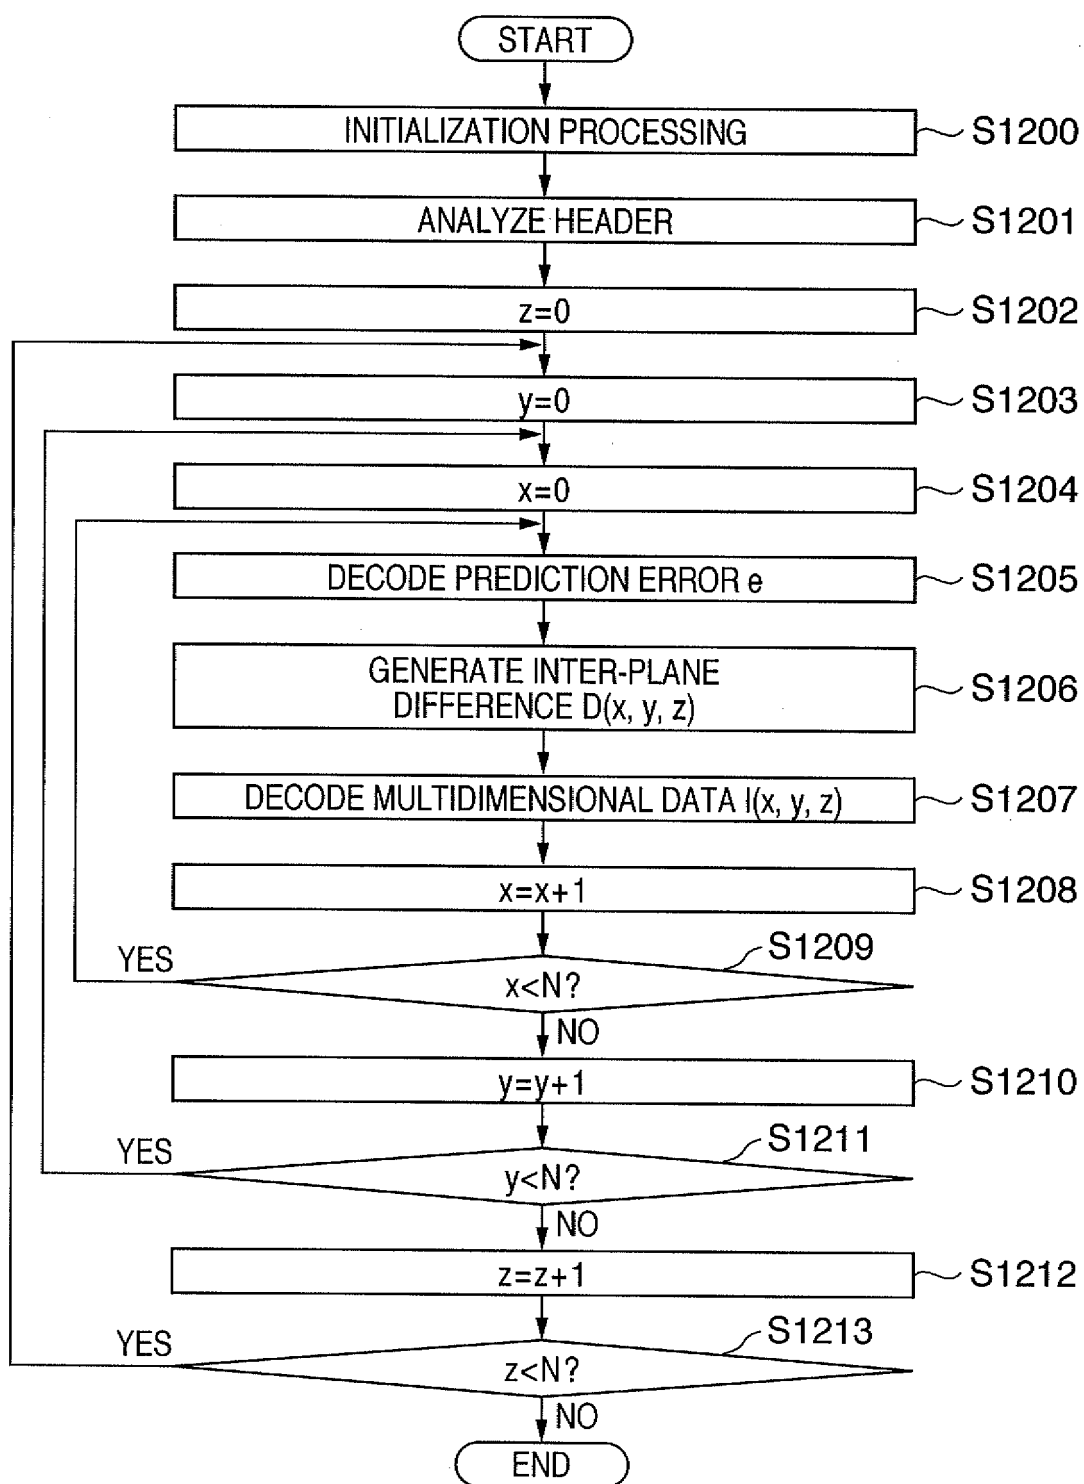 START
INITIALIZATION PROCESSING
S1200
ANALYZE HEADER
S1201
z=0
S1202
y=0
S1203
x=0
S1204
DECODE PREDICTION ERROR e
S1205
GENERATE INTER-PLANE
DIFFERENCE D(x, y, z)
S1206
DECODE MULTIDIMENSIONAL DATA I(x, y, z)
S1207
x=x+1
S1208
S1209
YES
x<N?
NO
y=y+1
S1210
S1211
YES
y<N?
NO
z=z+1
S1212
S1213
YES
z<N?
NO
END